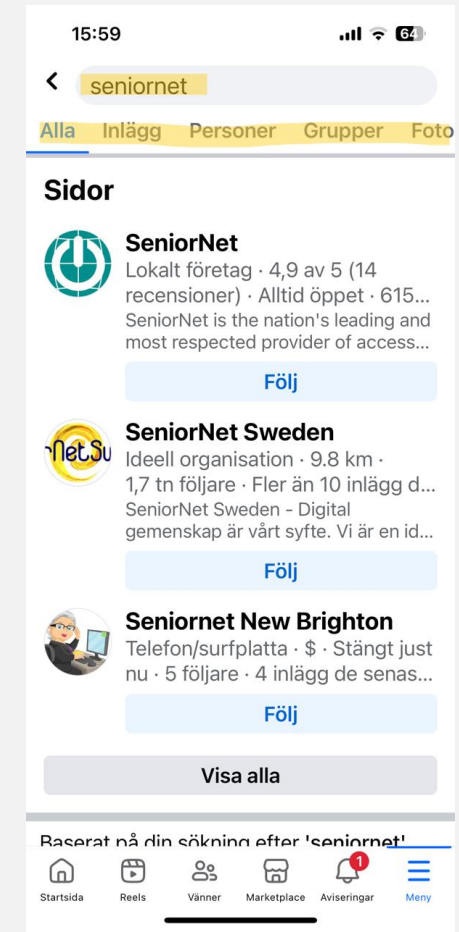 15:59
64
seniornet
Alla Inlägg Personer Grupper Foto
Sidor
SeniorNet
Lokalt företag · 4,9 av 5 (14
recensioner) · Alltid öppet · 615...
SeniorNet is the nation's leading and
most respected provider of access...
Följ
SeniorNet Sweden
Ideell organisation · 9.8 km ·
1,7 tn följare · Fler än 10 inlägg d...
SeniorNet Sweden - Digital
gemenskap är vårt syfte. Vi är en id...
Följ
Seniornet New Brighton
Telefon/surfplatta · $ · Stängt just
nu · 5 följare · 4 inlägg de senas...
Följ
Visa alla
Baserat på din sökning efter 'seniornet'
1
Startsida Reels Vänner Marketplace Aviseringar Meny